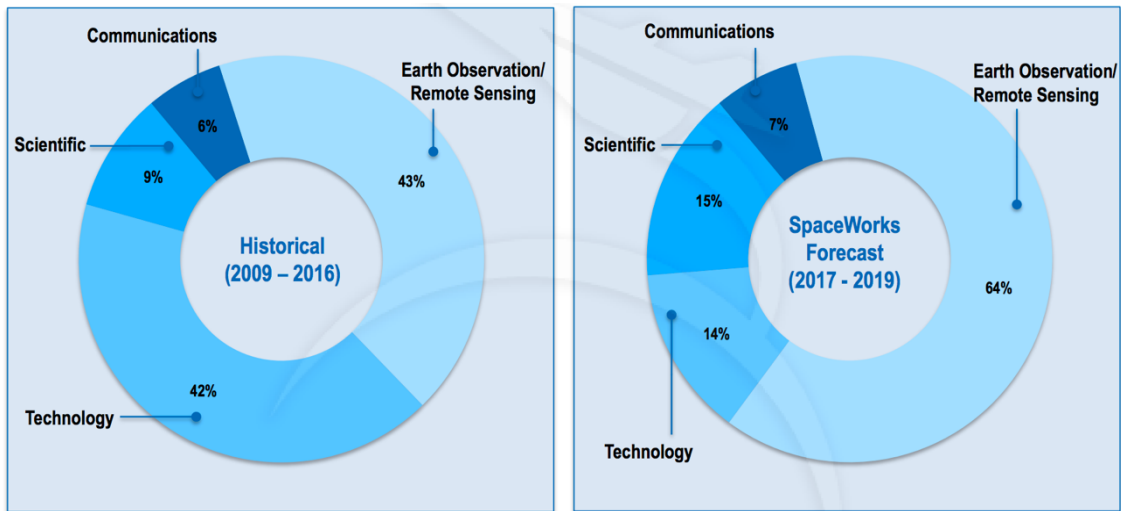 Communications
Earth Observation/
Remote Sensing
6%
Scientific
9%
43%
Historical
(2009 – 2016)
42%
Technology
Communications
Earth Observation/
Remote Sensing
7%
Scientific
15%
SpaceWorks
Forecast
(2017 - 2019)
64%
14%
Technology